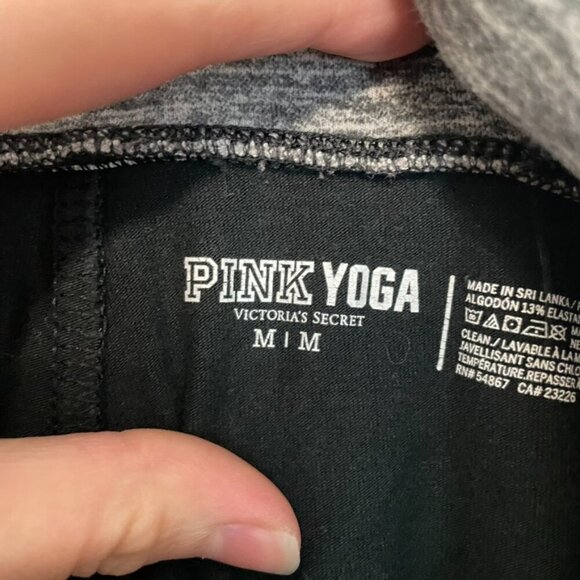 PINK YOGA
VICTORIA'S SECRET
M | M
MADE IN SRI LANKA /
ALGODÓN 13% ELASTA
CLEAN./ LAVABLE À LA M
JAVELLISANT SANS CHLO
TEMPÉRATURE.REPASSER
RN# 54867 CA# 23226